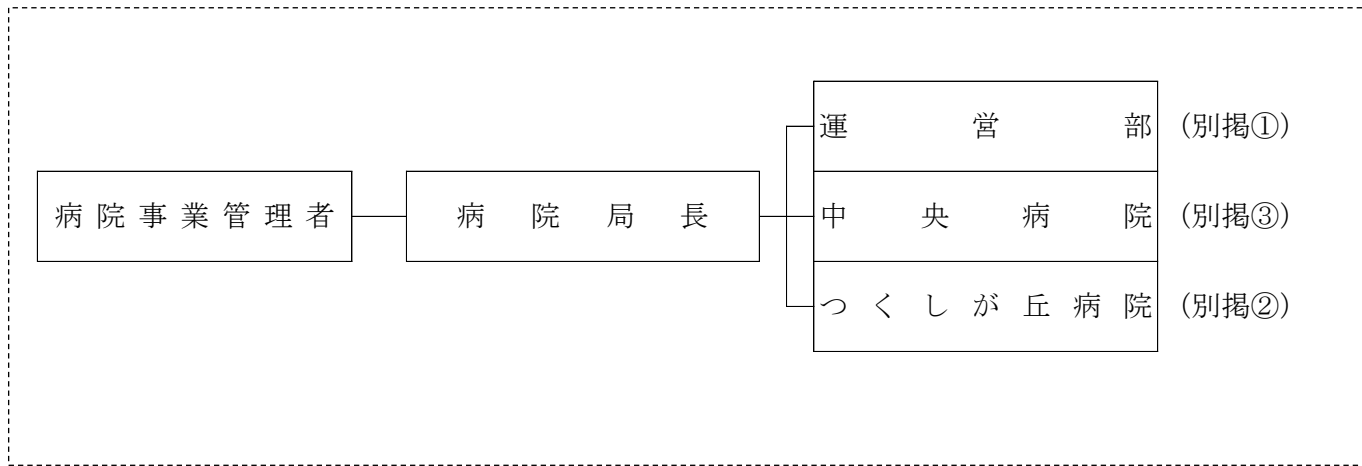 運営部 (別掲①)
病院事業管理者 病院局長 中央病院 (別掲③)
つくしが丘病院 (別掲②)